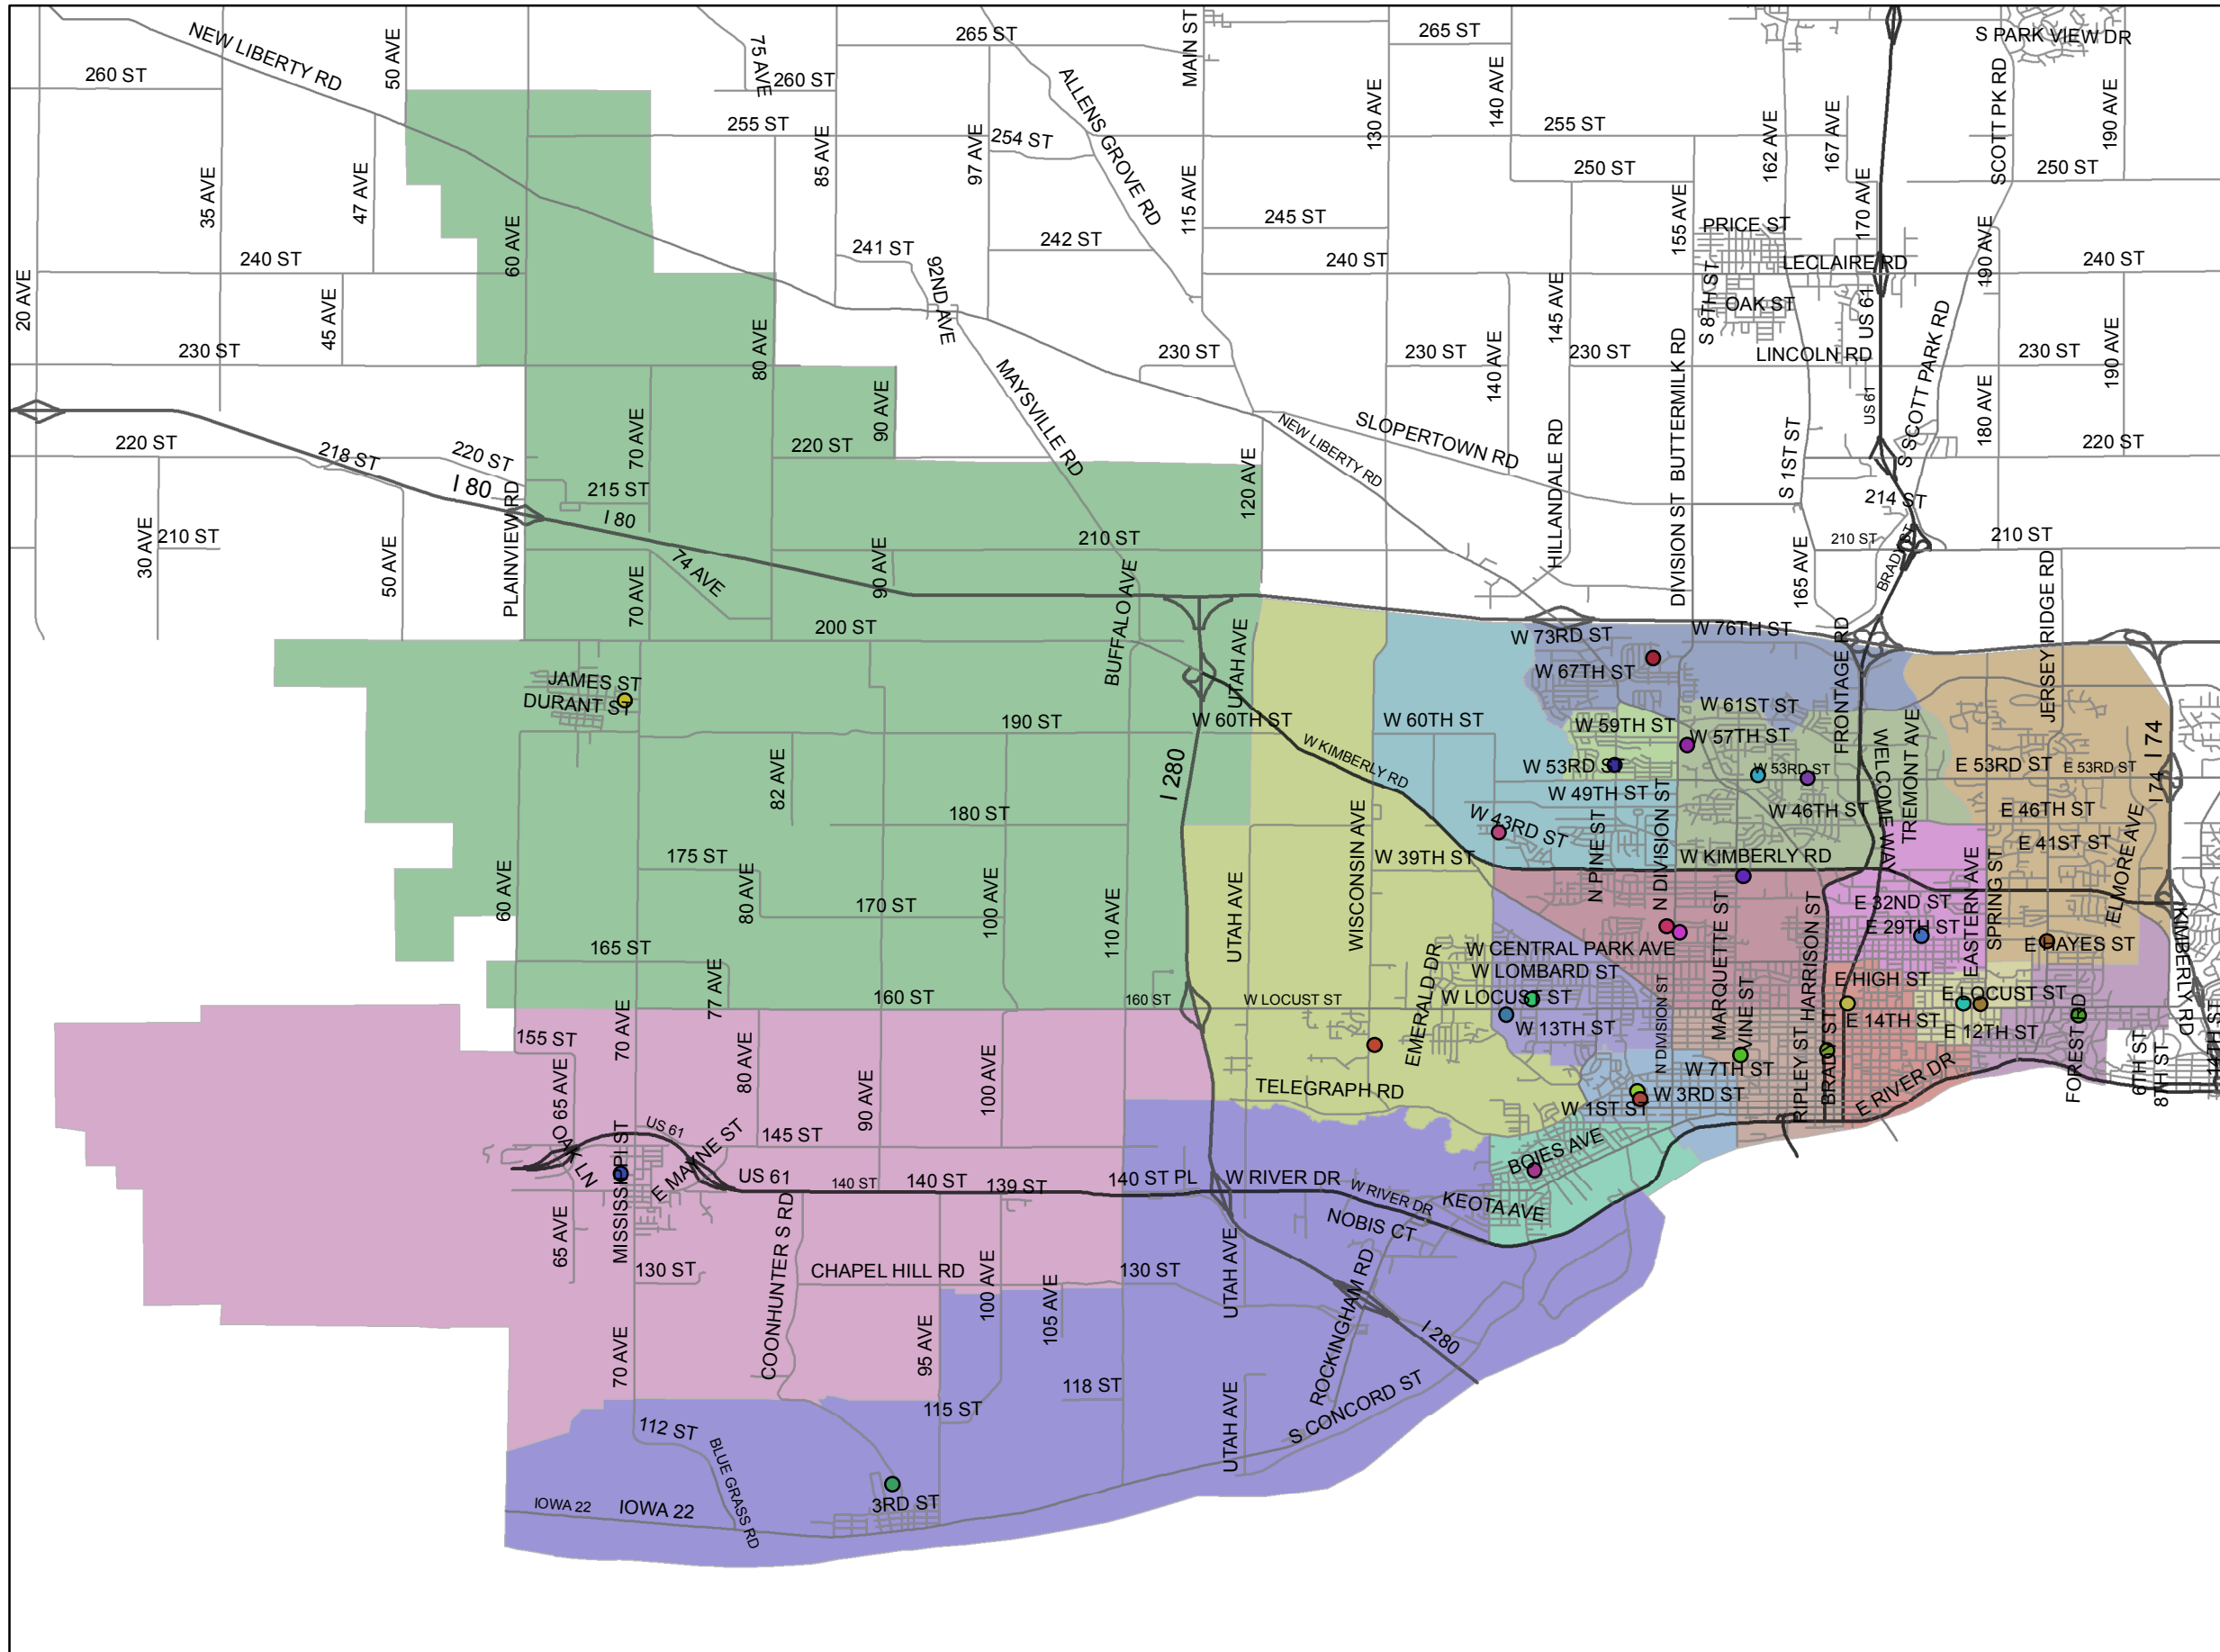 NEW LIBERTY RD
50 AVE
75 AVE
265 ST
MAIN ST
265 ST
S PARK VIEW DR
260 ST
260 ST
ALLENS GROVE RD
130 AVE
140 AVE
SCOTT PK RD
190 AVE
255 ST
85 AVE
97 AVE
254 ST
255 ST
162 AVE
167 AVE
35 AVE
47 AVE
250 ST
250 ST
115 AVE
155 AVE
170 AVE
60 AVE
245 ST
PRICE ST
190 AVE
240 ST
241 ST
242 ST
240 ST
LECLAIRE RD
240 ST
20 AVE
45 AVE
92ND AVE
145 AVE
S 8TH ST
OAK ST
US 61
S SCOTT PARK RD
230 ST
80 AVE
230 ST
230 ST
140 AVE
230 ST
LINCOLN RD
230 ST
190 AVE
MAYSVILLE RD
BUTTERMILK RD
70 AVE
90 AVE
SLOPERTOWN RD
US 61
180 AVE
220 ST
218 ST
220 ST
220 ST
NEW LIBERTY RD
HILLANDALE RD
S 1ST ST
220 ST
I 80
215 ST
120 AVE
DIVISION ST
214 ST
PLAINVIEW RD
I 80
30 AVE
210 ST
210 ST
210 ST
BRADY ST
210 ST
50 AVE
70 AVE
74 AVE
90 AVE
BUFFALO AVE
165 AVE
JERSEY RIDGE RD
200 ST
UTAH AVE
W 73RD ST
W 76TH ST
FRONTAGE RD
JAMES ST
W 67TH ST
DURANT ST
190 ST
W 60TH ST
W 60TH ST
W 59TH ST
W 61ST ST
W 57TH ST
WELCOME WAY
TREMONT AVE
I 74
I 74
82 AVE
I 280
W KIMBERLY RD
W 53RD ST
W 53RD ST
E 53RD ST
E 53RD ST
W 49TH ST
180 ST
WISCONSIN AVE
W 43RD ST
N PINE ST
N DIVISION ST
W 46TH ST
E 46TH ST
E 41ST ST
ELMORE AVE
175 ST
W 39TH ST
W KIMBERLY RD
60 AVE
80 AVE
170 ST
100 AVE
110 AVE
UTAH AVE
MARQUETTE ST
HARRISON ST
E 32ND ST
E 29TH ST
EASTERN AVE
SPRING ST
KIMBERLY RD
165 ST
EMERALD DR
W CENTRAL PARK AVE
E HAYES ST
77 AVE
W LOMBARD ST
E HIGH ST
160 ST
160 ST
W LOCUST ST
W LOCUST ST
N DIVISION ST
VINE ST
E LOCUST ST
155 ST
70 AVE
W 13TH ST
E 14TH ST
E 12TH ST
FOREST RD
65 AVE
80 AVE
90 AVE
100 AVE
TELEGRAPH RD
W 7TH ST
RIPLEY ST
BRADY ST
E RIVER DR
6TH ST
8TH ST
W 3RD ST
W 1ST ST
US 61
145 ST
OAK LN
MISSISSIPI ST
E MAYNE ST
US 61
140 ST
140 ST
139 ST
140 ST PL
W RIVER DR
W RIVER DR
BOIES AVE
KEOTA AVE
NOBIS CT
65 AVE
COONHUNTER S RD
130 ST
CHAPEL HILL RD
100 AVE
130 ST
UTAH AVE
ROCKINGHAM RD
70 AVE
95 AVE
105 AVE
I 280
118 ST
115 ST
S CONCORD ST
UTAH AVE
112 ST
BLUE GRASS RD
3RD ST
IOWA 22
IOWA 22